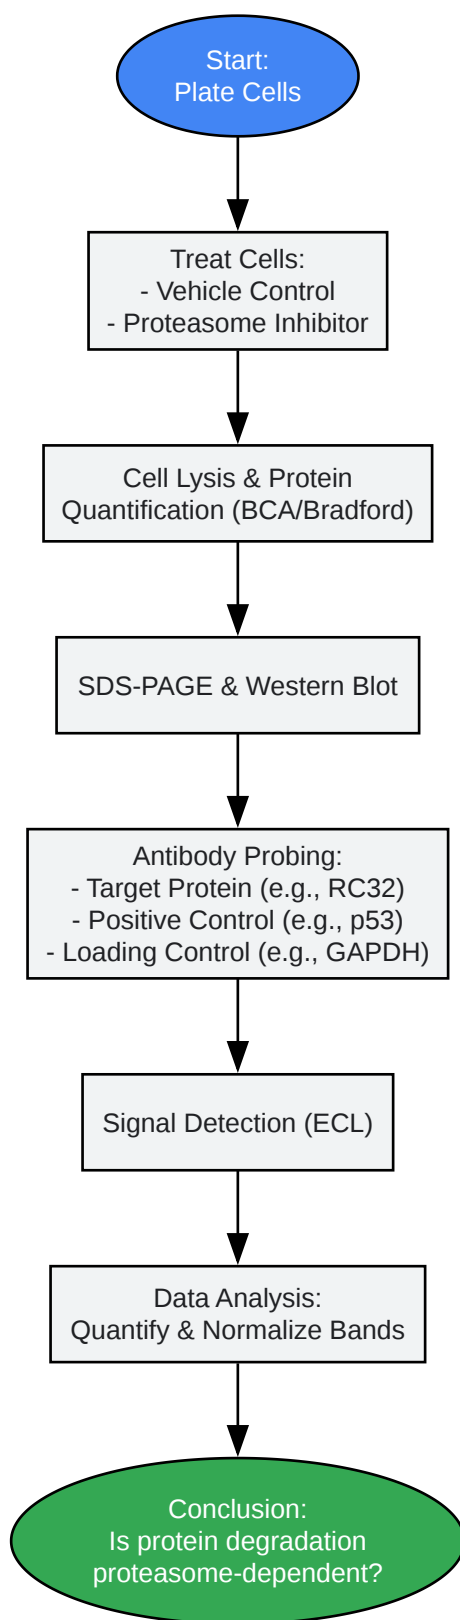 Start:
Plate Cells
Treat Cells:
- Vehicle Control
- Proteasome Inhibitor
Cell Lysis & Protein
Quantification (BCA/Bradford)
SDS-PAGE & Western Blot
Antibody Probing:
- Target Protein (e.g., RC32)
- Positive Control (e.g., p53)
- Loading Control (e.g., GAPDH)
Signal Detection (ECL)
Data Analysis:
Quantify & Normalize Bands
Conclusion:
Is protein degradation
proteasome-dependent?